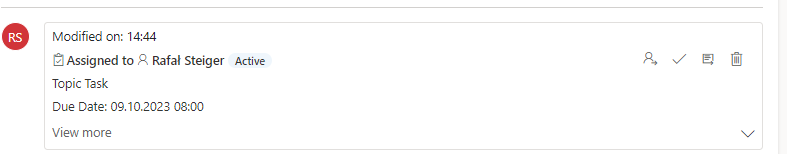 RS
Modified on: 14:44
Assigned to Rafał Steiger Active
Topic Task
Due Date: 09.10.2023 08:00
View more